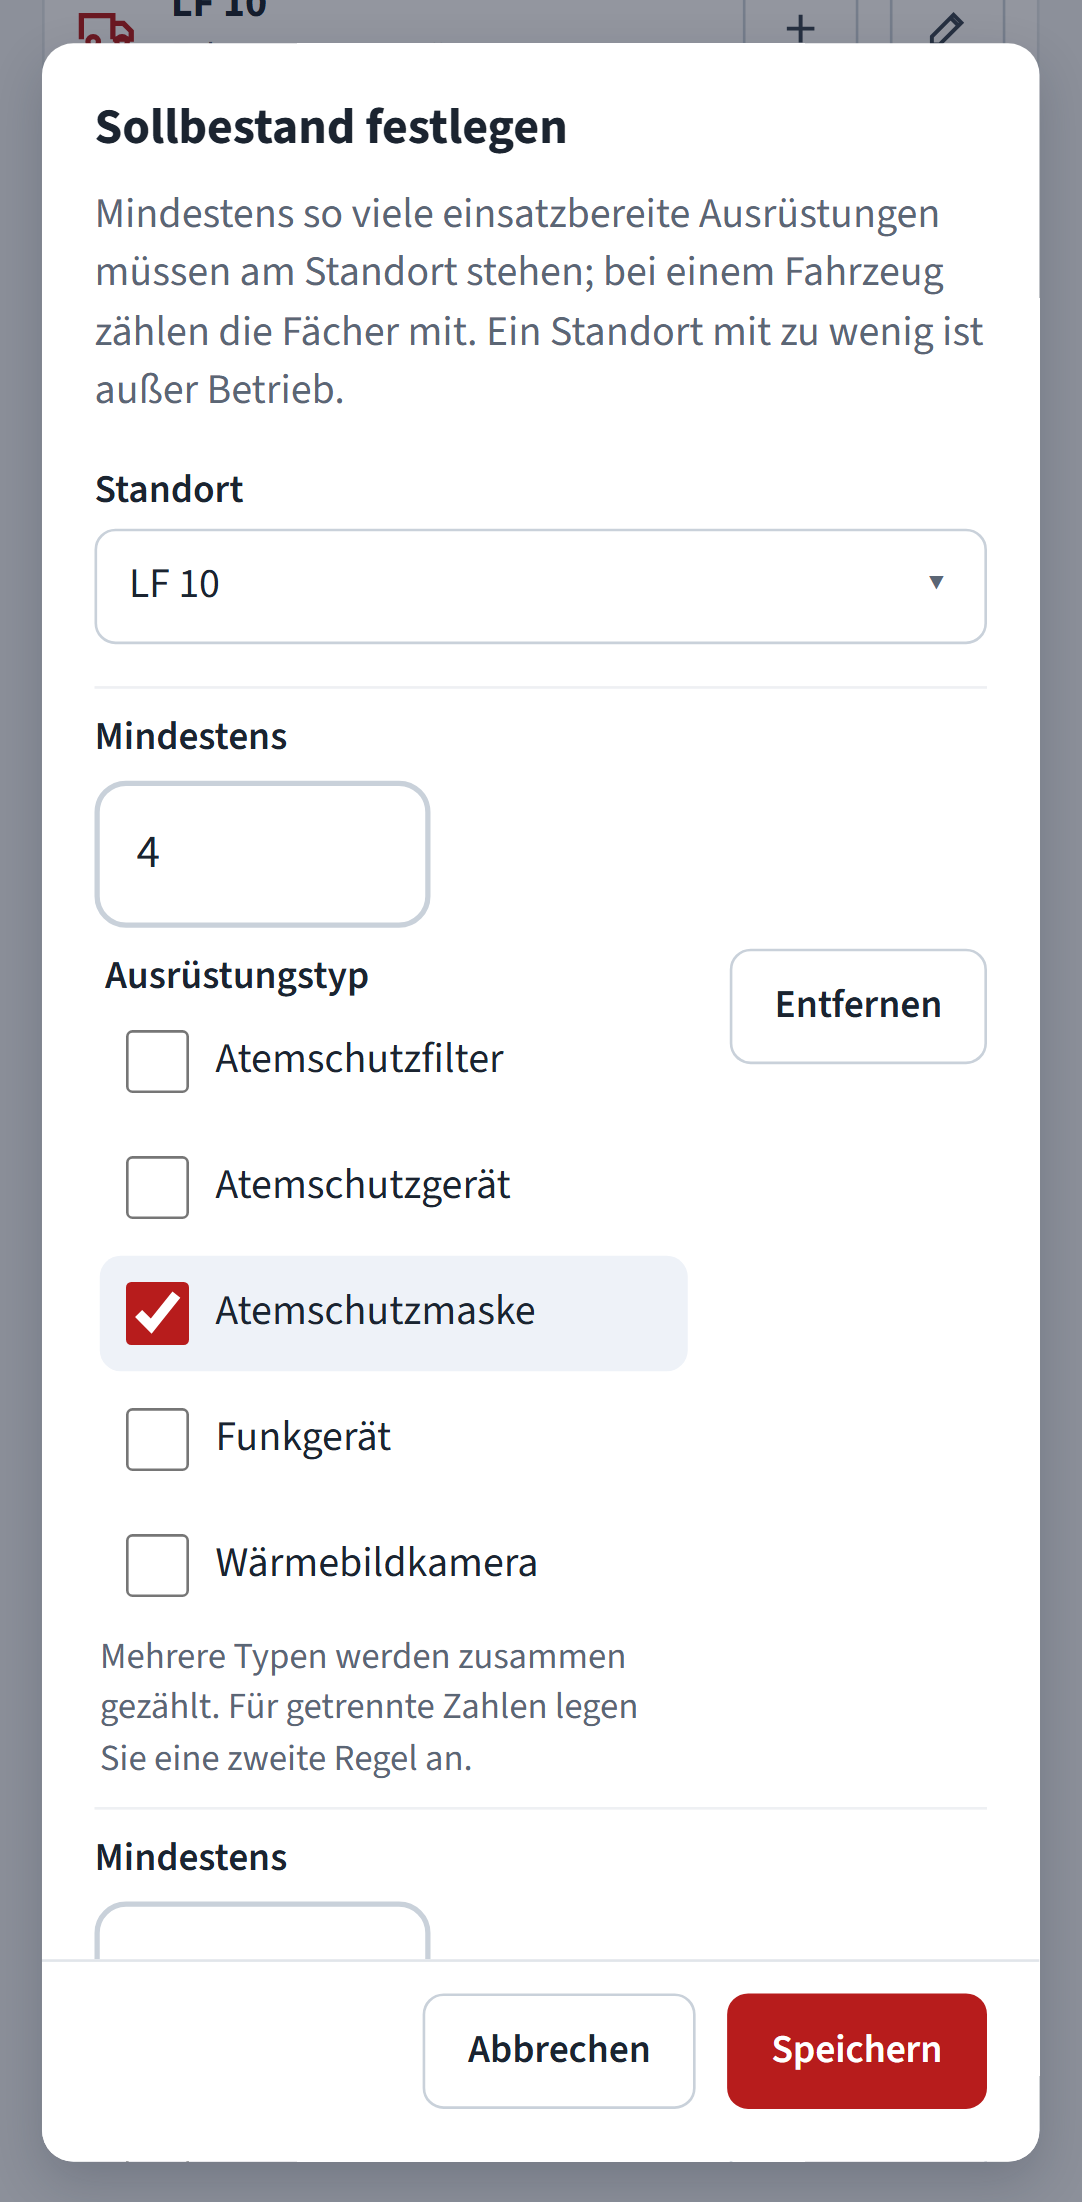 LF 10
Sollbestand festlegen
Mindestens so viele einsatzbereite Ausrüstungen
müssen am Standort stehen; bei einem Fahrzeug
zählen die Fächer mit. Ein Standort mit zu wenig ist
außer Betrieb.
Standort
LF 10
Mindestens
4
Ausrüstungstyp
Entfernen
Atemschutzfilter
Atemschutzgerät
Atemschutzmaske
Funkgerät
Wärmebildkamera
Mehrere Typen werden zusammen
gezählt. Für getrennte Zahlen legen
Sie eine zweite Regel an.
Mindestens
Abbrechen
Speichern